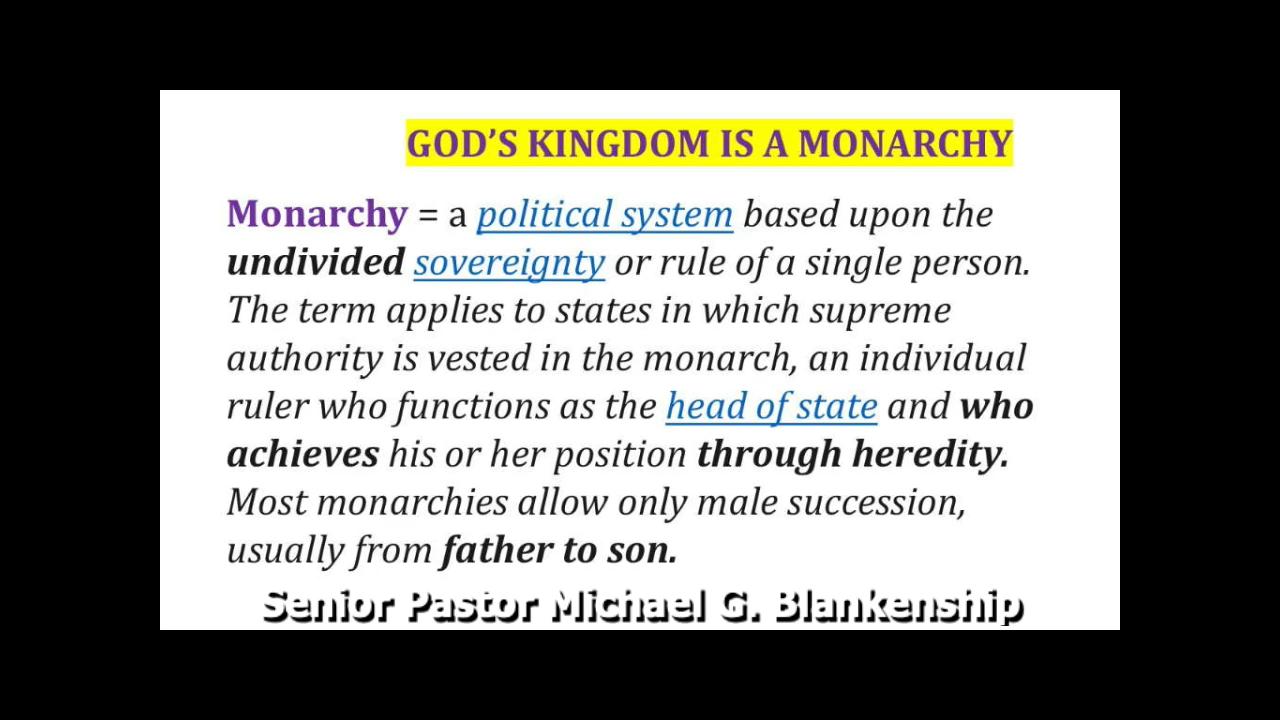 GOD’S KINGDOM IS A MONARCHY
Monarchy = a political system based upon the
undivided sovereignty or rule of a single person.
The term applies to states in which supreme
authority is vested in the monarch, an individual
ruler who functions as the head of state and who
achieves his or her position through heredity.
Most monarchies allow only male succession,
usually from father to son.
Senior Pastor Michael G. Blankenship